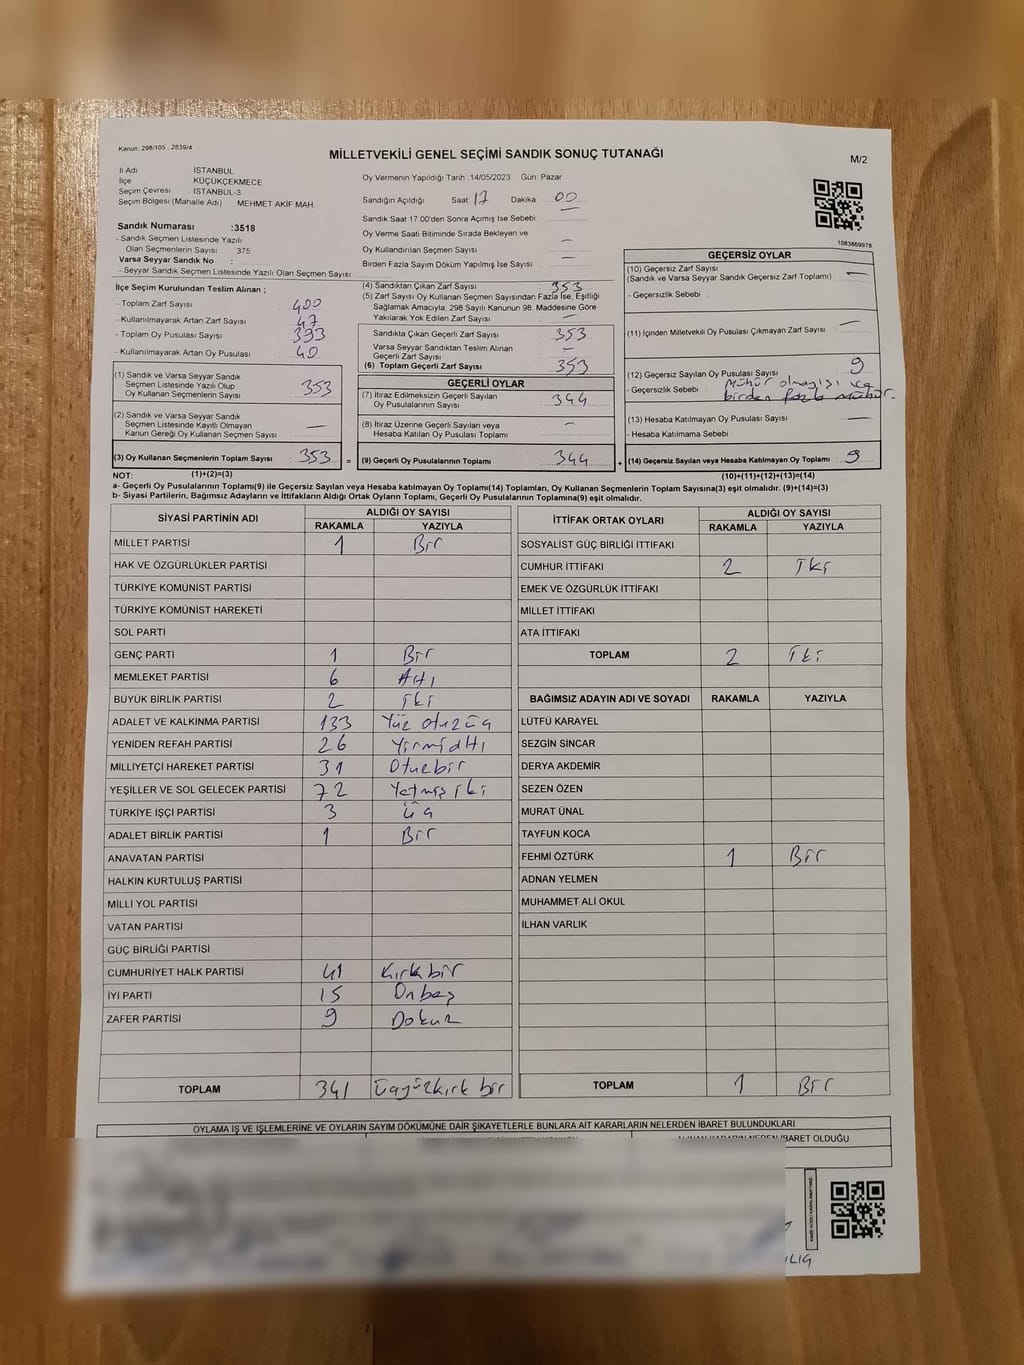 Kanun; 298/105 , 2839/4
MİLLETVEKİLİ GENEL SEÇİMİ SANDIK SONUÇ TUTANAĞI
M/2
İl Adı İSTANBUL
İlçe KÜÇÜKÇEKMECE
Seçim Çevresi İSTANBUL-3
Seçim Bölgesi (Mahalle Adı) MEHMET AKİF MAH.
Oy Vermenin Yapıldığı Tarih :14/05/2023 Gün: Pazar
Sandığın Açıldığı Saat 17 Dakika 00
Sandık Saat 17:00'den Sonra Açımış İse Sebebi —
Oy Verme Saati Bitiminde Sırada Bekleyen ve
Oy Kullandırılan Seçmen Sayısı —
Birden Fazla Sayım Döküm Yapılmış İse Sayısı —
1083869978
Sandık Numarası :3518
- Sandık Seçmen Listesinde Yazılı
Olan Seçmenlerin Sayısı 375
Varsa Seyyar Sandık No :
- Seyyar Sandık Seçmen Listesinde Yazılı Olan Seçmen Sayısı
İlçe Seçim Kurulundan Teslim Alınan ;
- Toplam Zarf Sayısı : 400
- Kullanılmayarak Artan Zarf Sayısı : 47
- Toplam Oy Pusulası Sayısı : 393
- Kullanılmayarak Artan Oy Pusulası : 40
(1) Sandık ve Varsa Seyyar Sandık
Seçmen Listesinde Yazılı Olup
Oy Kullanan Seçmenlerin Sayısı : 353
(2) Sandık ve Varsa Seyyar Sandık
Seçmen Listesinde Kayıtlı Olmayan
Kanun Gereği Oy Kullanan Seçmen Sayısı : —
(3) Oy Kullanan Seçmenlerin Toplam Sayısı : 353 =
(4) Sandıktan Çıkan Zarf Sayısı : 353
(5) Zarf Sayısı Oy Kullanan Seçmen Sayısından Fazla İse, Eşitliği
Sağlamak Amacıyla; 298 Sayılı Kanunun 98. Maddesine Göre
Yakılarak Yok Edilen Zarf Sayısı : —
Sandıkta Çıkan Geçerli Zarf Sayısı : 353
Varsa Seyyar Sandıktan Teslim Alınan
Geçerli Zarf Sayısı : —
(6) Toplam Geçerli Zarf Sayısı : 353
GEÇERLİ OYLAR
(7) İtiraz Edilmeksizin Geçerli Sayılan
Oy Pusulalarının Sayısı : 344
(8) İtiraz Üzerine Geçerli Sayılan veya
Hesaba Katılan Oy Pusulası Toplamı : —
(9) Geçerli Oy Pusulalarının Toplamı : 344 +
GEÇERSİZ OYLAR
(10) Geçersiz Zarf Sayısı
(Sandık ve Varsa Seyyar Sandık Geçersiz Zarf Toplamı) : —
- Geçersizlik Sebebi :
(11) İçinden Milletvekili Oy Pusulası Çıkmayan Zarf Sayısı : —
(12) Geçersiz Sayılan Oy Pusulası Sayısı : 9
- Geçersizlik Sebebi : Mühür olmayışı ve
birden fazla mühür.
(13) Hesaba Katılmayan Oy Pusulası Sayısı : —
- Hesaba Katılmama Sebebi :
(14) Geçersiz Sayılan veya Hesaba Katılmayan Oy Toplamı : 9
NOT: (1)+(2)=(3) (10)+(11)+(12)+(13)=(14)
a- Geçerli Oy Pusulalarının Toplamı(9) ile Geçersiz Sayılan veya Hesaba katılmayan Oy Toplamı(14) Toplamları, Oy Kullanan Seçmenlerin Toplam Sayısına(3) eşit olmalıdır. (9)+(14)=(3)
b- Siyasi Partilerin, Bağımsız Adayların ve İttifakların Aldığı Ortak Oyların Toplamı, Geçerli Oy Pusulalarının Toplamına(9) eşit olmalıdır.
SİYASİ PARTİNİN ADI ALDIĞI OY SAYISI
RAKAMLA YAZIYLA
MİLLET PARTİSİ 1 Bir
HAK VE ÖZGÜRLÜKLER PARTİSİ
TÜRKİYE KOMÜNİST PARTİSİ
TÜRKİYE KOMÜNİST HAREKETİ
SOL PARTİ
GENÇ PARTİ 1 Bir
MEMLEKET PARTİSİ 6 Altı
BÜYÜK BİRLİK PARTİSİ 2 İki
ADALET VE KALKINMA PARTİSİ 133 Yüz otuz üç
YENİDEN REFAH PARTİSİ 26 Yirmialtı
MİLLİYETÇİ HAREKET PARTİSİ 31 Otuzbir
YEŞİLLER VE SOL GELECEK PARTİSİ 72 Yetmiş iki
TÜRKİYE İŞÇİ PARTİSİ 3 üç
ADALET BİRLİK PARTİSİ 1 Bir
ANAVATAN PARTİSİ
HALKIN KURTULUŞ PARTİSİ
MİLLİ YOL PARTİSİ
VATAN PARTİSİ
GÜÇ BİRLİĞİ PARTİSİ
CUMHURİYET HALK PARTİSİ 41 Kırk bir
İYİ PARTİ 15 Onbeş
ZAFER PARTİSİ 9 Dokuz
TOPLAM 341 Üçyüzkırk bir
İTTİFAK ORTAK OYLARI ALDIĞI OY SAYISI
RAKAMLA YAZIYLA
SOSYALİST GÜÇ BİRLİĞİ İTTİFAKI
CUMHUR İTTİFAKI 2 İki
EMEK VE ÖZGÜRLÜK İTTİFAKI
MİLLET İTTİFAKI
ATA İTTİFAKI
TOPLAM 2 İki
BAĞIMSIZ ADAYIN ADI VE SOYADI RAKAMLA YAZIYLA
LÜTFÜ KARAYEL
SEZGİN SİNCAR
DERYA AKDEMİR
SEZEN ÖZEN
MURAT ÜNAL
TAYFUN KOCA
FEHMİ ÖZTÜRK 1 Bir
ADNAN YELMEN
MUHAMMET ALİ OKUL
İLHAN VARLIK
TOPLAM 1 Bir
OYLAMA İŞ VE İŞLEMLERİNE VE OYLARIN SAYIM DÖKÜMÜNE DAİR ŞİKAYETLERLE BUNLARA AİT KARARLARIN NELERDEN İBARET BULUNDUKLARI
ALINAN KARARIN NEDEN İBARET OLDUĞU